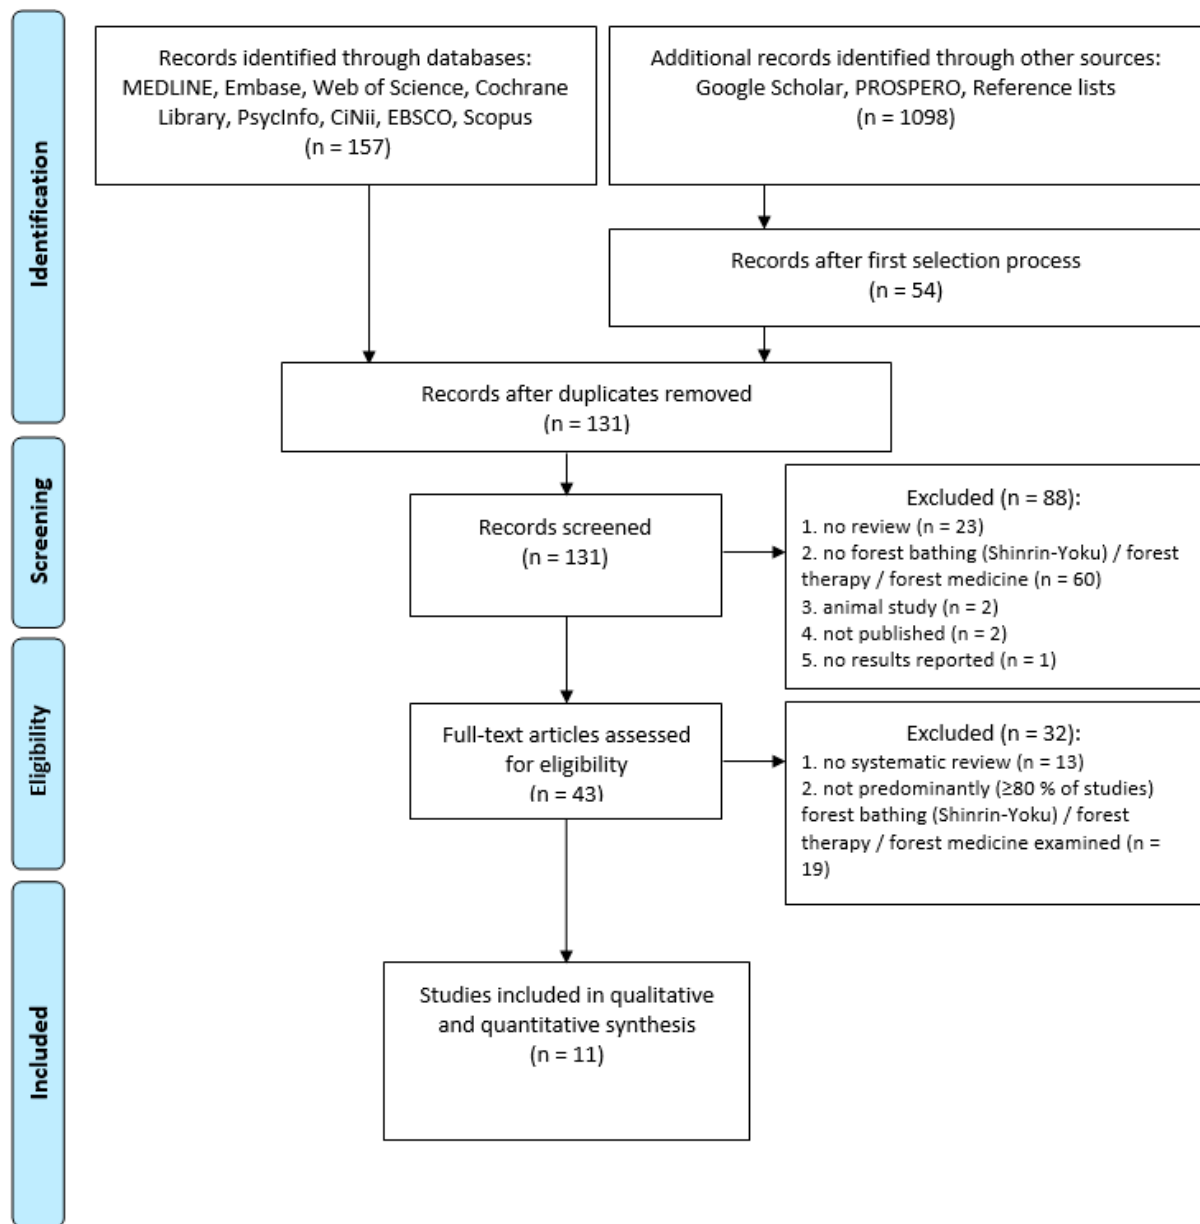 Identification
Records identified through databases:
MEDLINE, Embase, Web of Science, Cochrane
Library, PsycInfo, CiNii, EBSCO, Scopus
(n = 157)
Additional records identified through other sources:
Google Scholar, PROSPERO, Reference lists
(n = 1098)
Records after first selection process
(n = 54)
Records after duplicates removed
(n = 131)
Screening
Records screened
(n = 131)
Excluded (n = 88):
1. no review (n = 23)
2. no forest bathing (Shinrin-Yoku) / forest
therapy / forest medicine (n = 60)
3. animal study (n = 2)
4. not published (n = 2)
5. no results reported (n = 1)
Eligibility
Full-text articles assessed
for eligibility
(n = 43)
Excluded (n = 32):
1. no systematic review (n = 13)
2. not predominantly (≥80 % of studies)
forest bathing (Shinrin-Yoku) / forest
therapy / forest medicine examined (n =
19)
Included
Studies included in qualitative
and quantitative synthesis
(n = 11)